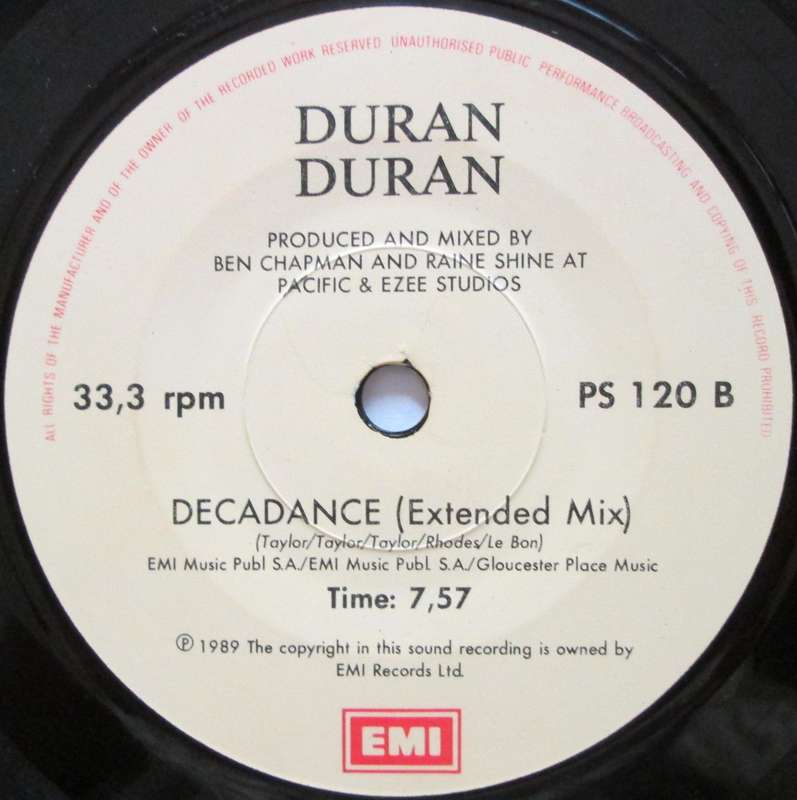 ALL RIGHTS OF THE MANUFACTURER AND OF THE OWNER OF THE RECORDED WORK RESERVED UNAUTHORISED PUBLIC PERFORMANCE BROADCASTING AND COPYING OF THIS RECORD PROHIBITED
DURAN
DURAN
PRODUCED AND MIXED BY
BEN CHAPMAN AND RAINE SHINE AT
PACIFIC & EZEE STUDIOS
33,3 rpm
PS 120 B
DECADANCE (Extended Mix)
(Taylor/Taylor/Taylor/Rhodes/Le Bon)
EMI Music Publ S.A./EMI Music Publ. S.A./Gloucester Place Music
Time: 7,57
℗ 1989 The copyright in this sound recording is owned by
EMI Records Ltd.
EMI